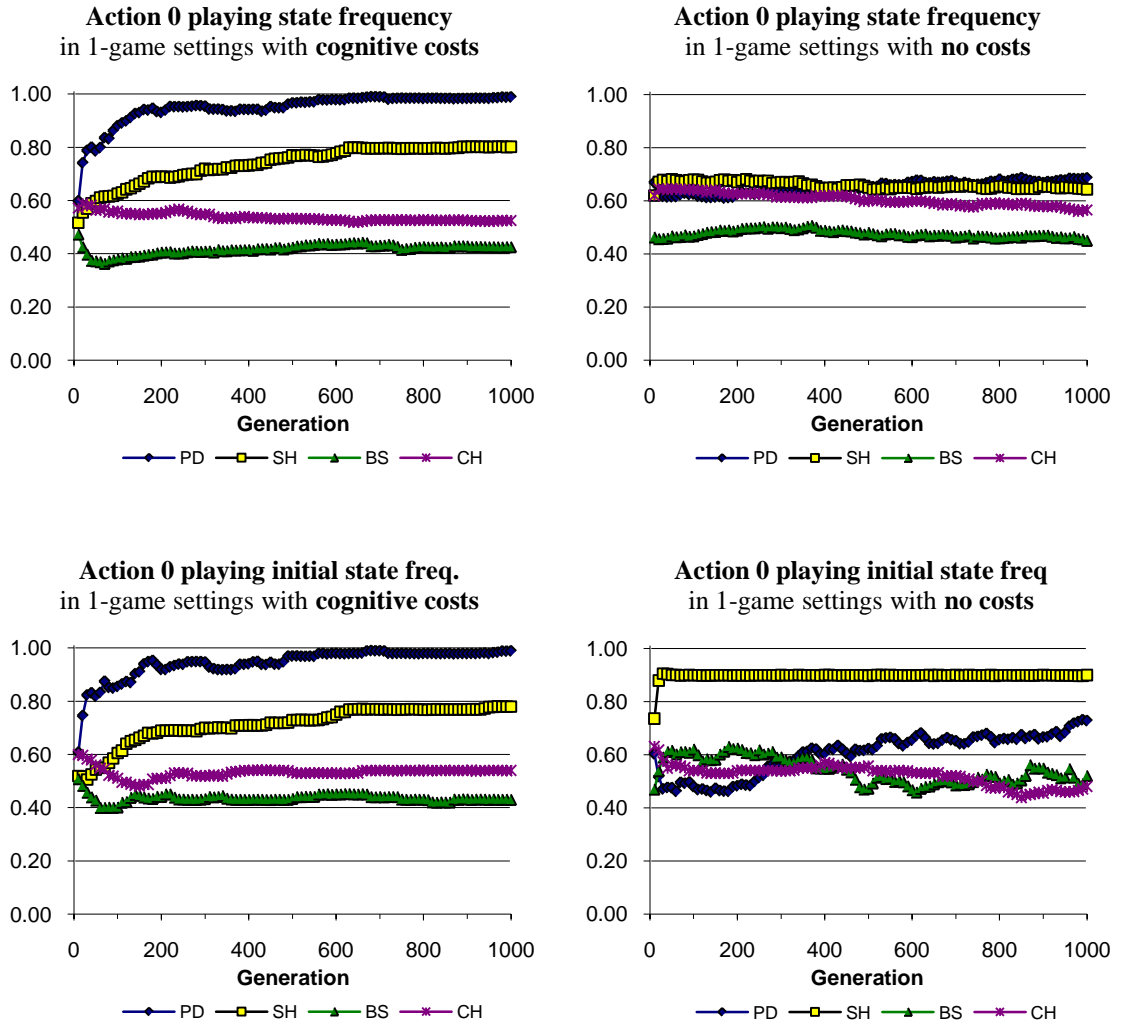 Action 0 playing state frequency
in 1-game settings with cognitive costs
1.00
0.80
0.60
0.40
0.20
0.00
0 200 400 600 800 1000
Generation
PD SH BS CH
Action 0 playing state frequency
in 1-game settings with no costs
1.00
0.80
0.60
0.40
0.20
0.00
0 200 400 600 800 1000
Generation
PD SH BS CH
Action 0 playing initial state freq.
in 1-game settings with cognitive costs
1.00
0.80
0.60
0.40
0.20
0.00
0 200 400 600 800 1000
Generation
PD SH BS CH
Action 0 playing initial state freq
in 1-game settings with no costs
1.00
0.80
0.60
0.40
0.20
0.00
0 200 400 600 800 1000
Generation
PD SH BS CH